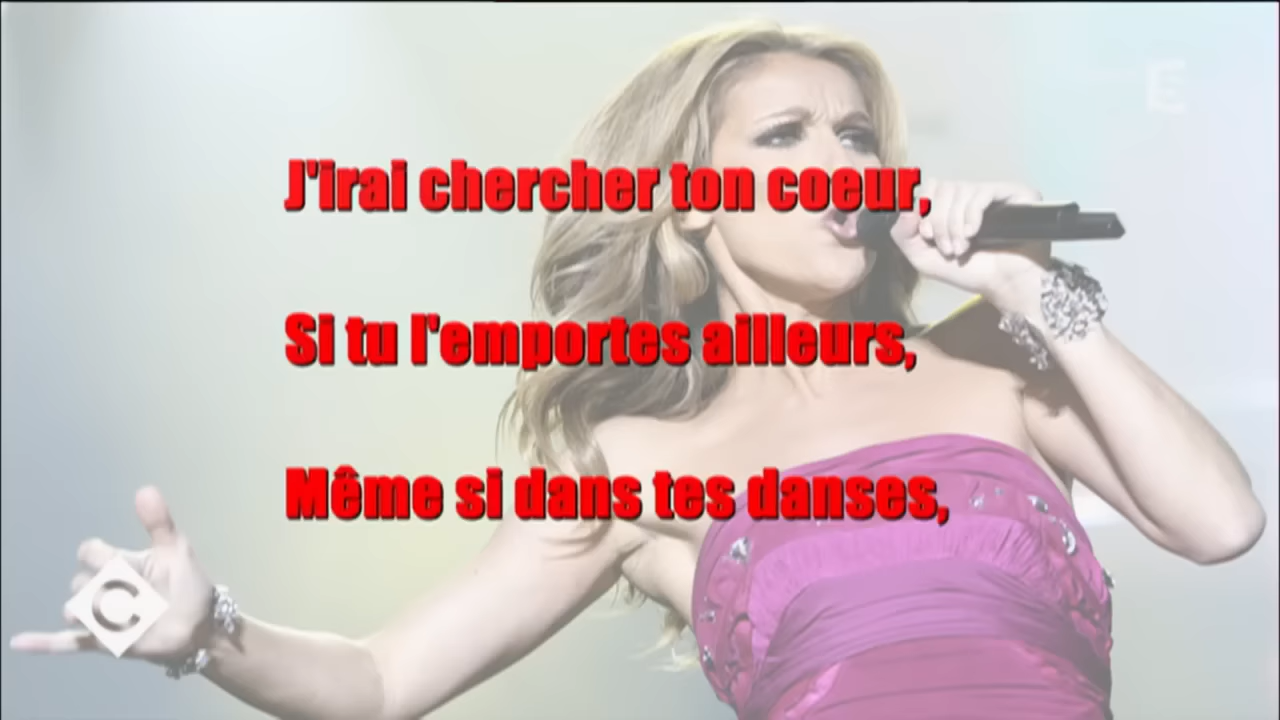 J'irai chercher ton coeur,
Si tu l'emportes ailleurs,
Même si dans tes danses,
C